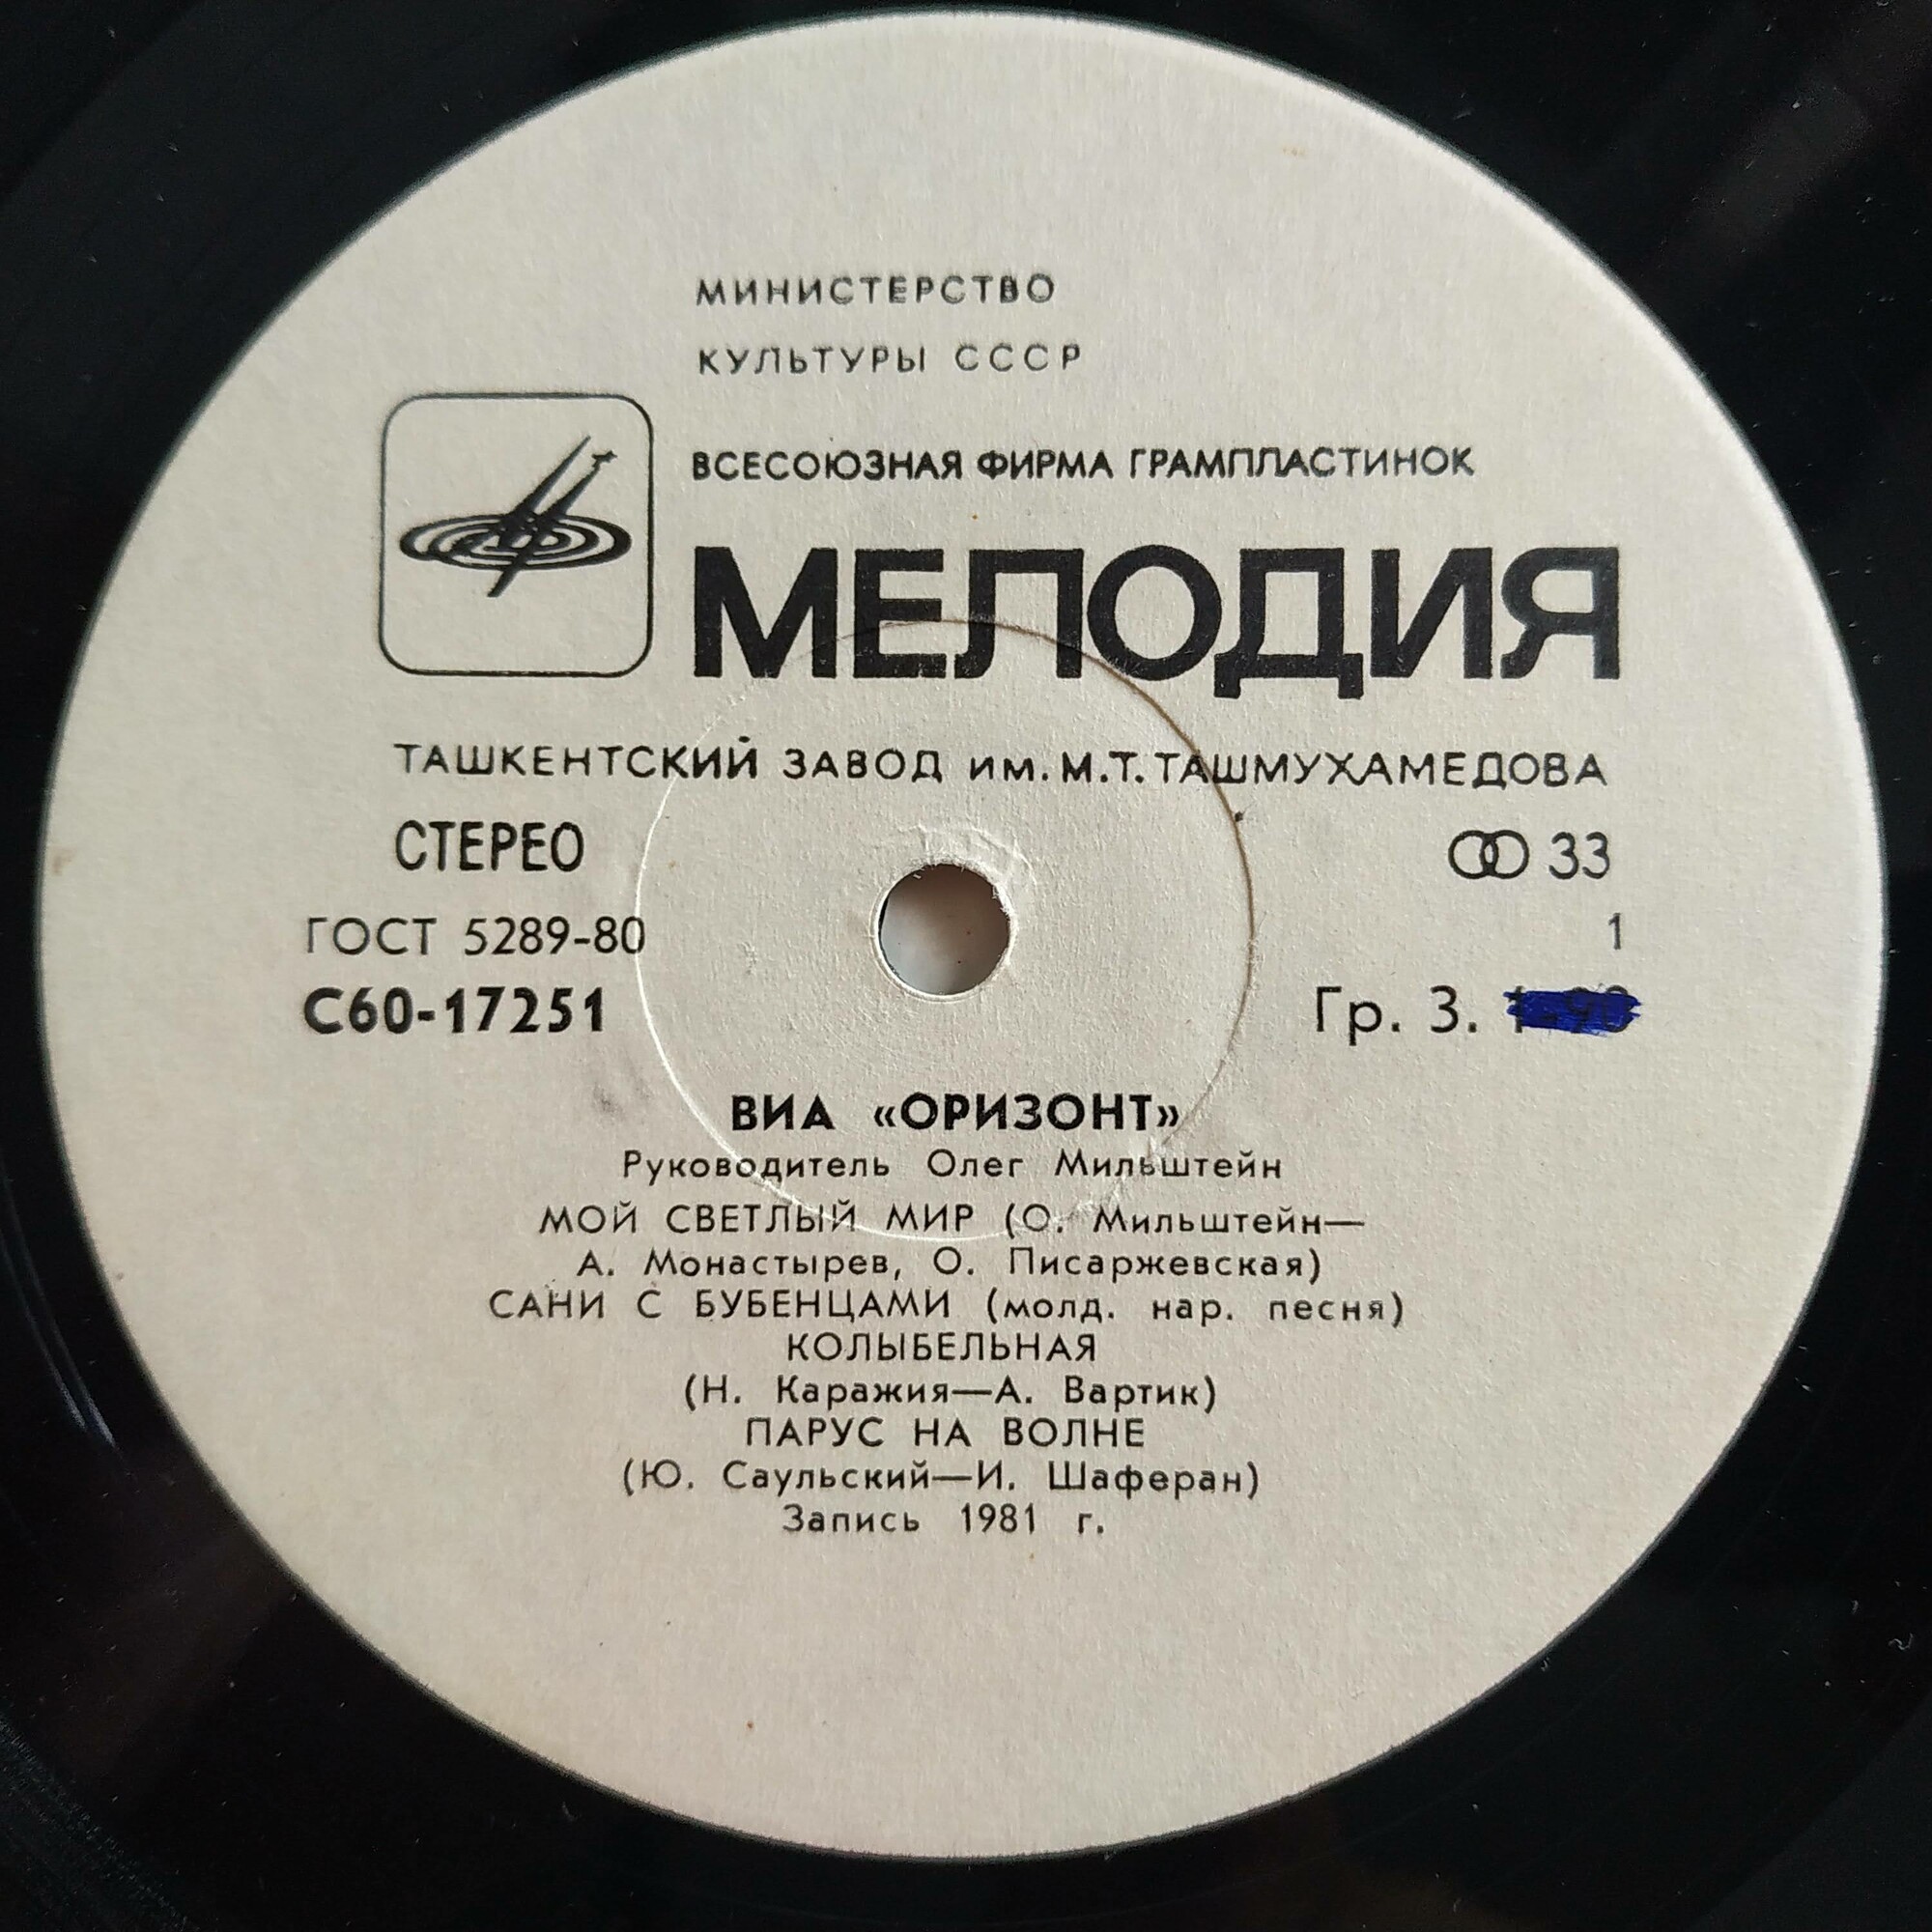 МИНИСТЕРСТВО
КУЛЬТУРЫ СССР
ВСЕСОЮЗНАЯ ФИРМА ГРАМПЛАСТИНОК
МЕЛОДИЯ
ТАШКЕНТСКИЙ ЗАВОД им. М.Т. ТАШМУХАМЕДОВА
СТЕРЕО 33
ГОСТ 5289-80 1
С60-17251 Гр. 3.
ВИА «ОРИЗОНТ»
Руководитель Олег Мильштейн
МОЙ СВЕТЛЫЙ МИР (О. Мильштейн—
А. Монастырев, О. Писаржевская)
САНИ С БУБЕНЦАМИ (молд. нар. песня)
КОЛЫБЕЛЬНАЯ
(Н. Каражия—А. Вартик)
ПАРУС НА ВОЛНЕ
(Ю. Саульский—И. Шаферан)
Запись 1981 г.